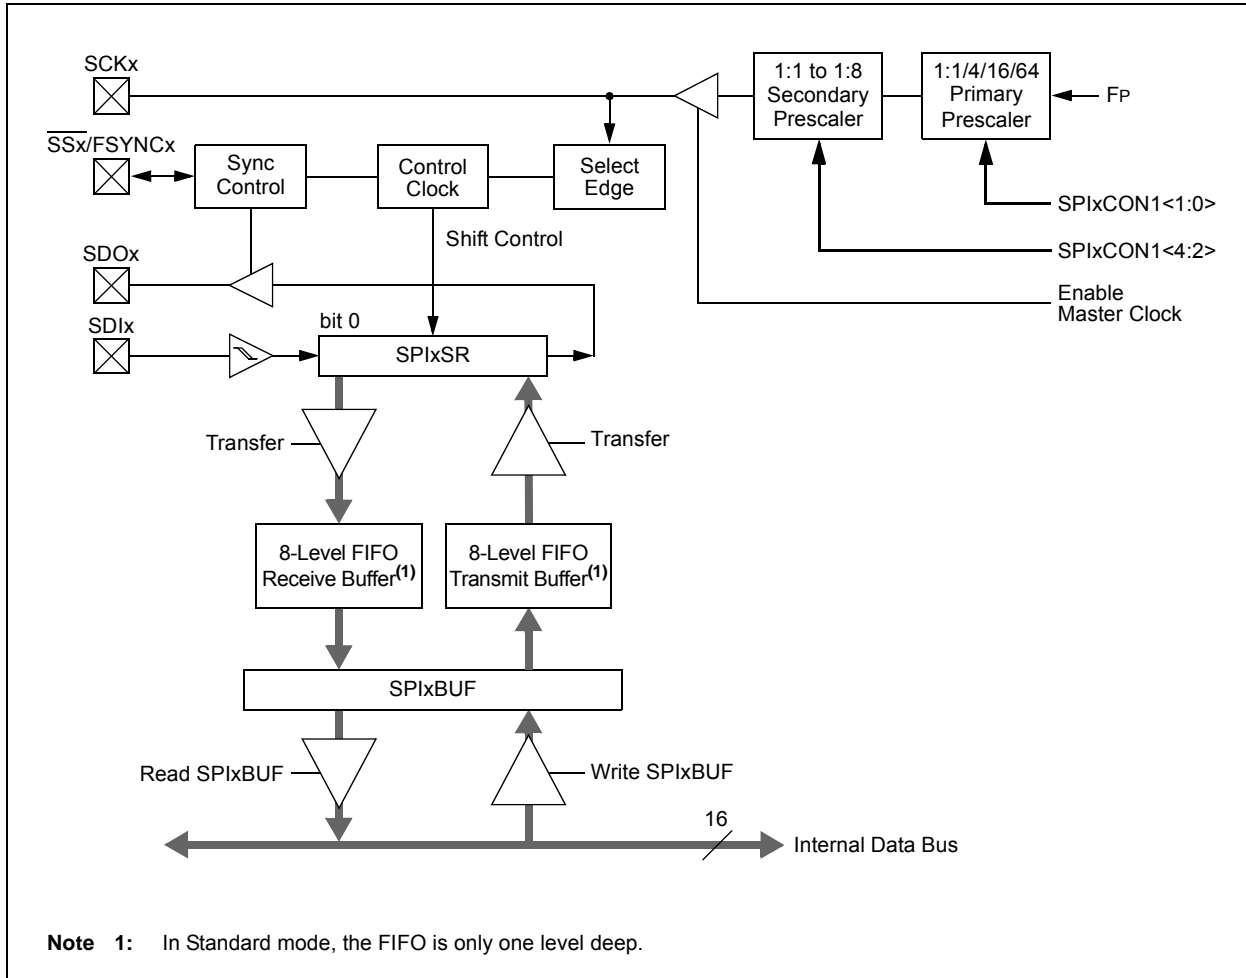 SCKx
1:1 to 1:8
Secondary
Prescaler
1:1/4/16/64
Primary
Prescaler
FP
SSx/FSYNCx
Sync
Control
Control
Clock
Select
Edge
SPIxCON1<1:0>
Shift Control
SDOx
SPIxCON1<4:2>
Enable
Master Clock
SDIx
bit 0
SPIxSR
Transfer
Transfer
8-Level FIFO
Receive Buffer(1)
8-Level FIFO
Transmit Buffer(1)
SPIxBUF
Read SPIxBUF
Write SPIxBUF
16
Internal Data Bus
Note 1: In Standard mode, the FIFO is only one level deep.